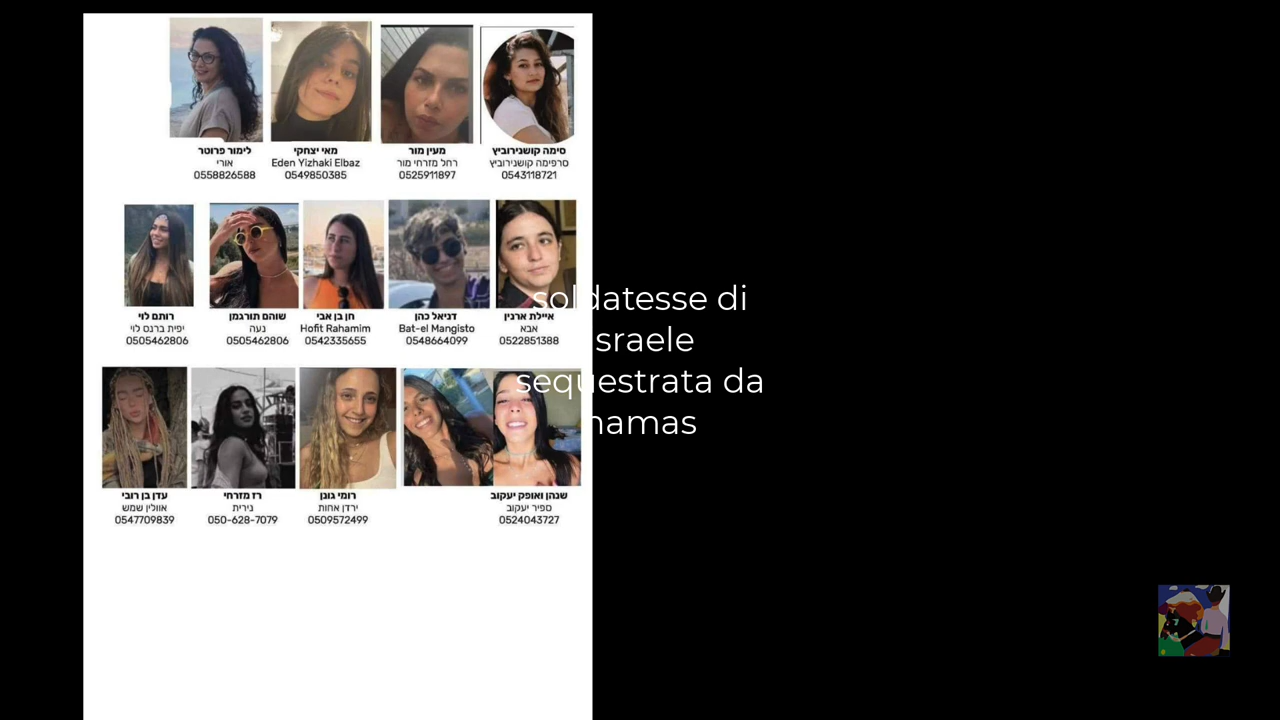 סימה קושנירוביץ
סרפימה קושנירוביץ
0543118721
מעין מור
רחל מזרחי מור
0525911897
מאי יצחקי
Eden Yizhaki Elbaz
0549850385
לימור פרוטר
אורי
0558826588
איילת ארנין
אבא
0522851388
דניאל כהן
Bat-el Mangisto
0548664099
חן בן אבי
Hofit Rahamim
0542335655
שוהם תורגמן
נעה
0505462806
רותם לוי
יפית ברנס לוי
0505462806
שנהן ואופק יעקוב
ספיר יעקוב
0524043727
רומי גונן
ירדן אחות
0509572499
רז מזרחי
נירית
050-628-7079
עדן בן רובי
אוולין שמש
0547709839
soldatesse di
israele
sequestrata da
hamas